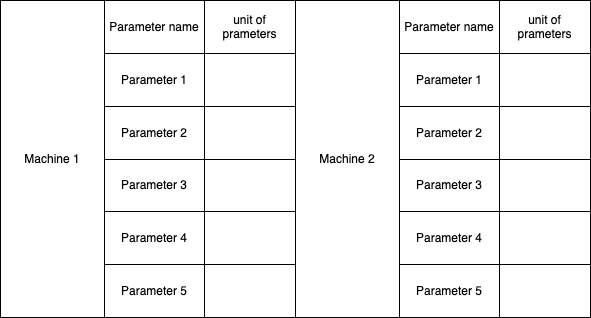 Parameter name
unit of
prameters
Parameter name
unit of
prameters
Parameter 1
Parameter 1
Parameter 2
Parameter 2
Machine 1
Parameter 3
Machine 2
Parameter 3
Parameter 4
Parameter 4
Parameter 5
Parameter 5